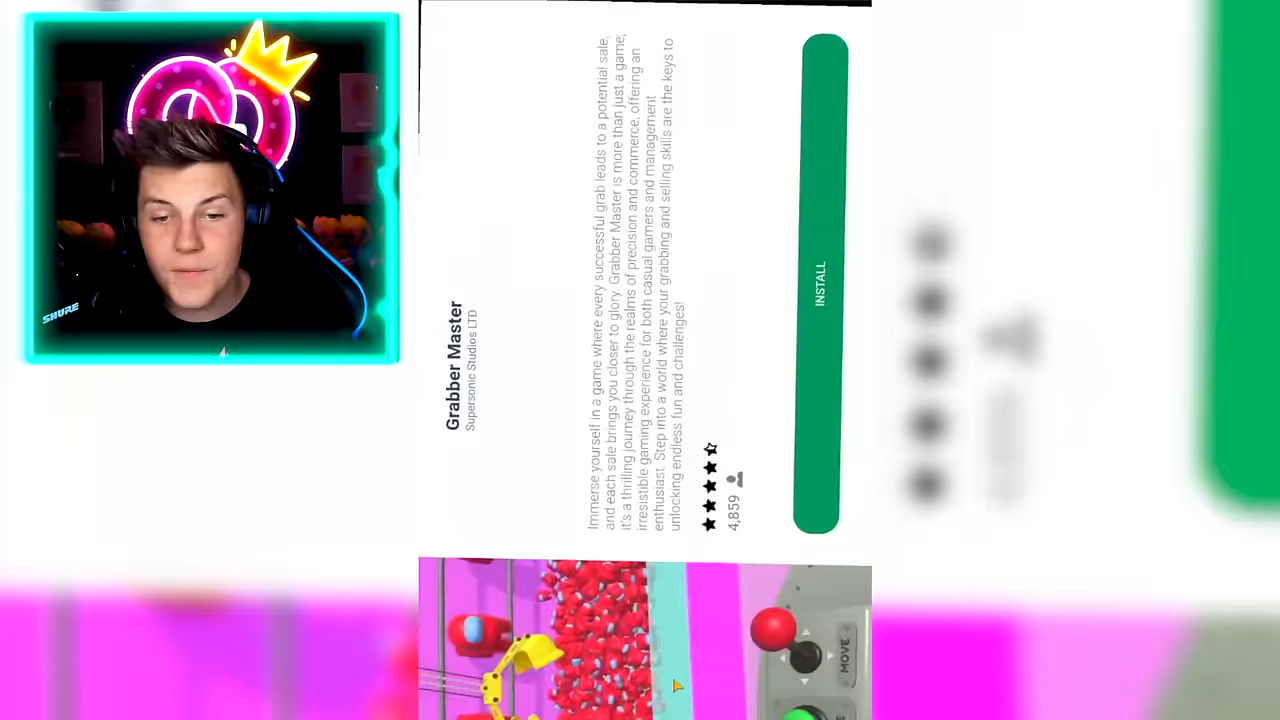 SHURE
Grabber Master
Supersonic Studios LTD
Immerse yourself in a game where every successful grab leads to a potential sale,
and each sale brings you closer to glory. Grabber Master is more than just a game;
it's a thrilling journey through the realms of precision and commerce, offering an
irresistible gaming experience for both casual gamers and management
enthusiast. Step into a world where your grabbing and selling skills are the keys to
unlocking endless fun and challenges!
4,859
INSTALL
MOVE